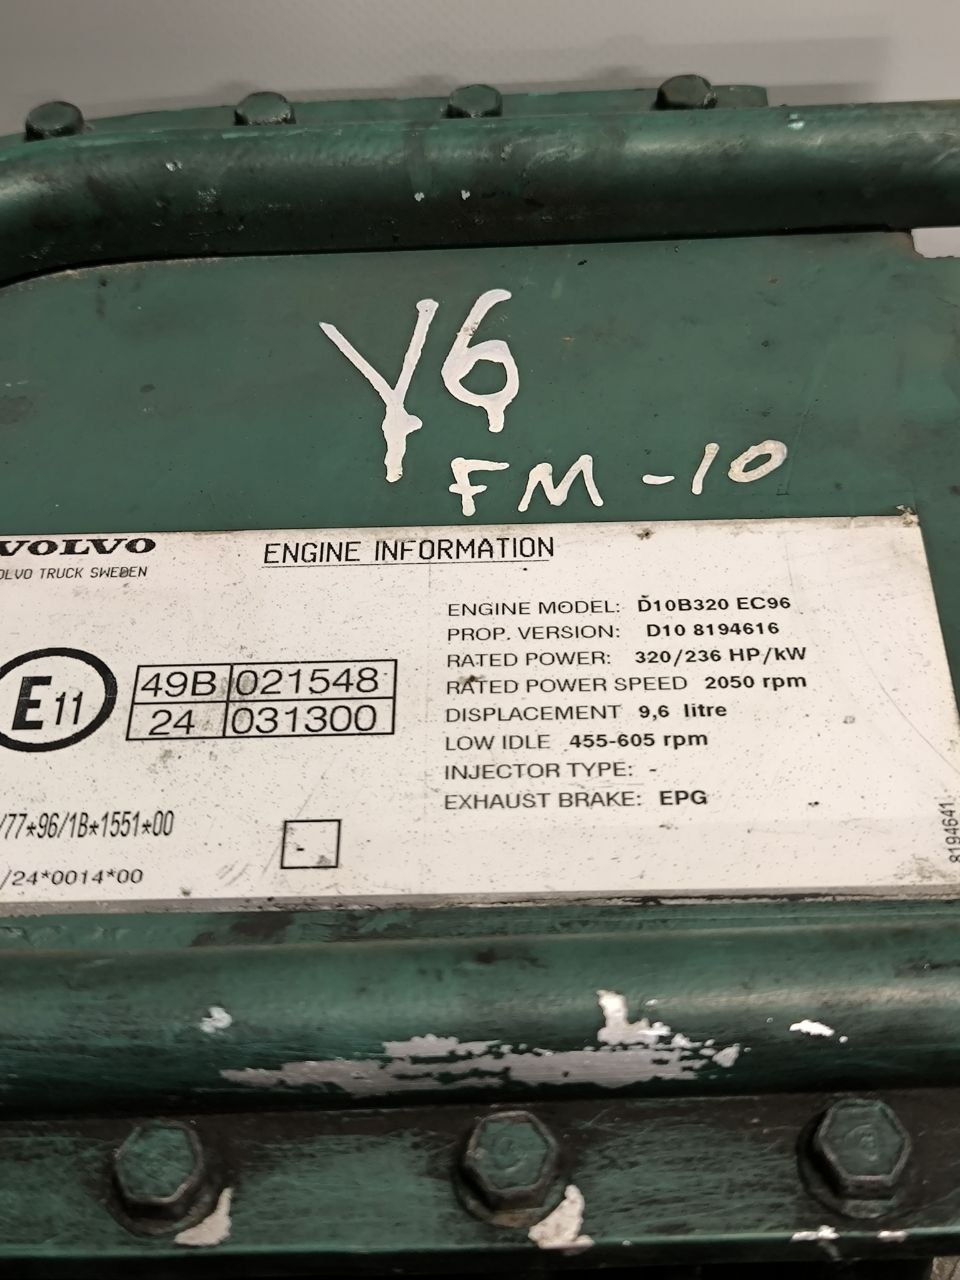 Y6
FM-10
VOLVO
OLVO TRUCK SWEDEN
ENGINE INFORMATION
E11
49B 021548
24 031300
/77*96/1B*1551*00
/24*0014*00
-
ENGINE MODEL: D10B320 EC96
PROP. VERSION: D10 8194616
RATED POWER: 320/236 HP/kW
RATED POWER SPEED 2050 rpm
DISPLACEMENT 9,6 litre
LOW IDLE 455-605 rpm
INJECTOR TYPE: -
EXHAUST BRAKE: EPG
8194641